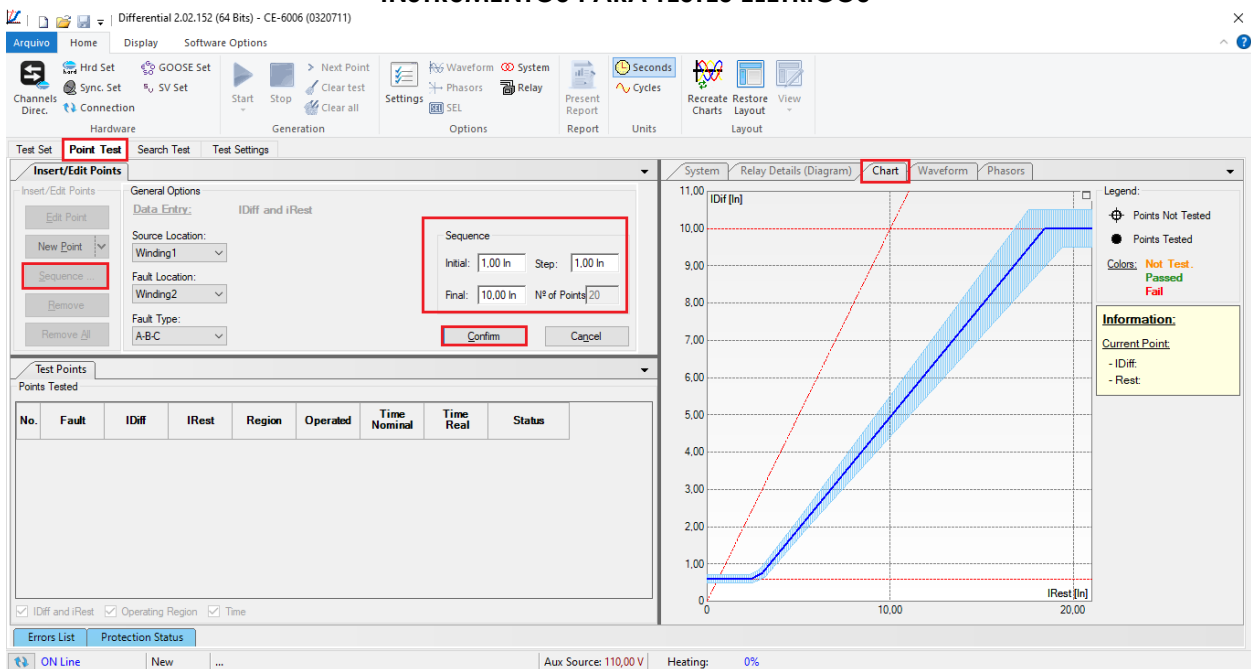 INSTRUMENTOS PARA TESTES ELÉTRICOS
Differential 2.02.152 (64 Bits) - CE-6006 (0320711)
Arquivo Home Display Software Options
Channels Direc.
Hrd Set
Sync. Set
Connection
GOOSE Set
SV Set
Hardware
Start Stop
Next Point
Clear test
Clear all
Generation
Settings
Waveform
Phasors
SEL
System
Relay
Options
Present Report
Report
Seconds
Cycles
Units
Recreate Charts
Restore Layout
View
Layout
Test Set Point Test Search Test Test Settings
Insert/Edit Points
Insert/Edit Points
Edit Point
New Point
Sequence ...
Remove
Remove All
General Options
Data Entry: IDiff and iRest
Source Location:
Winding1
Fault Location:
Winding2
Fault Type:
A-B-C
Sequence
Initial: 1,00 In Step: 1,00 In
Final: 10,00 In Nº of Points 20
Confirm Cancel
Test Points
Points Tested
No. Fault IDiff IRest Region Operated Time Nominal Time Real Status
IDiff and iRest Operating Region Time
System Relay Details (Diagram) Chart Waveform Phasors
IDif [In]
11,00
10,00
9,00
8,00
7,00
6,00
5,00
4,00
3,00
2,00
1,00
0
0 10,00 20,00
IRest [In]
Legend:
Points Not Tested
Points Tested
Colors: Not Test.
Passed
Fail
Information:
Current Point:
- IDiff:
- Rest:
Errors List Protection Status
ON Line New ... Aux Source: 110,00 V Heating: 0%